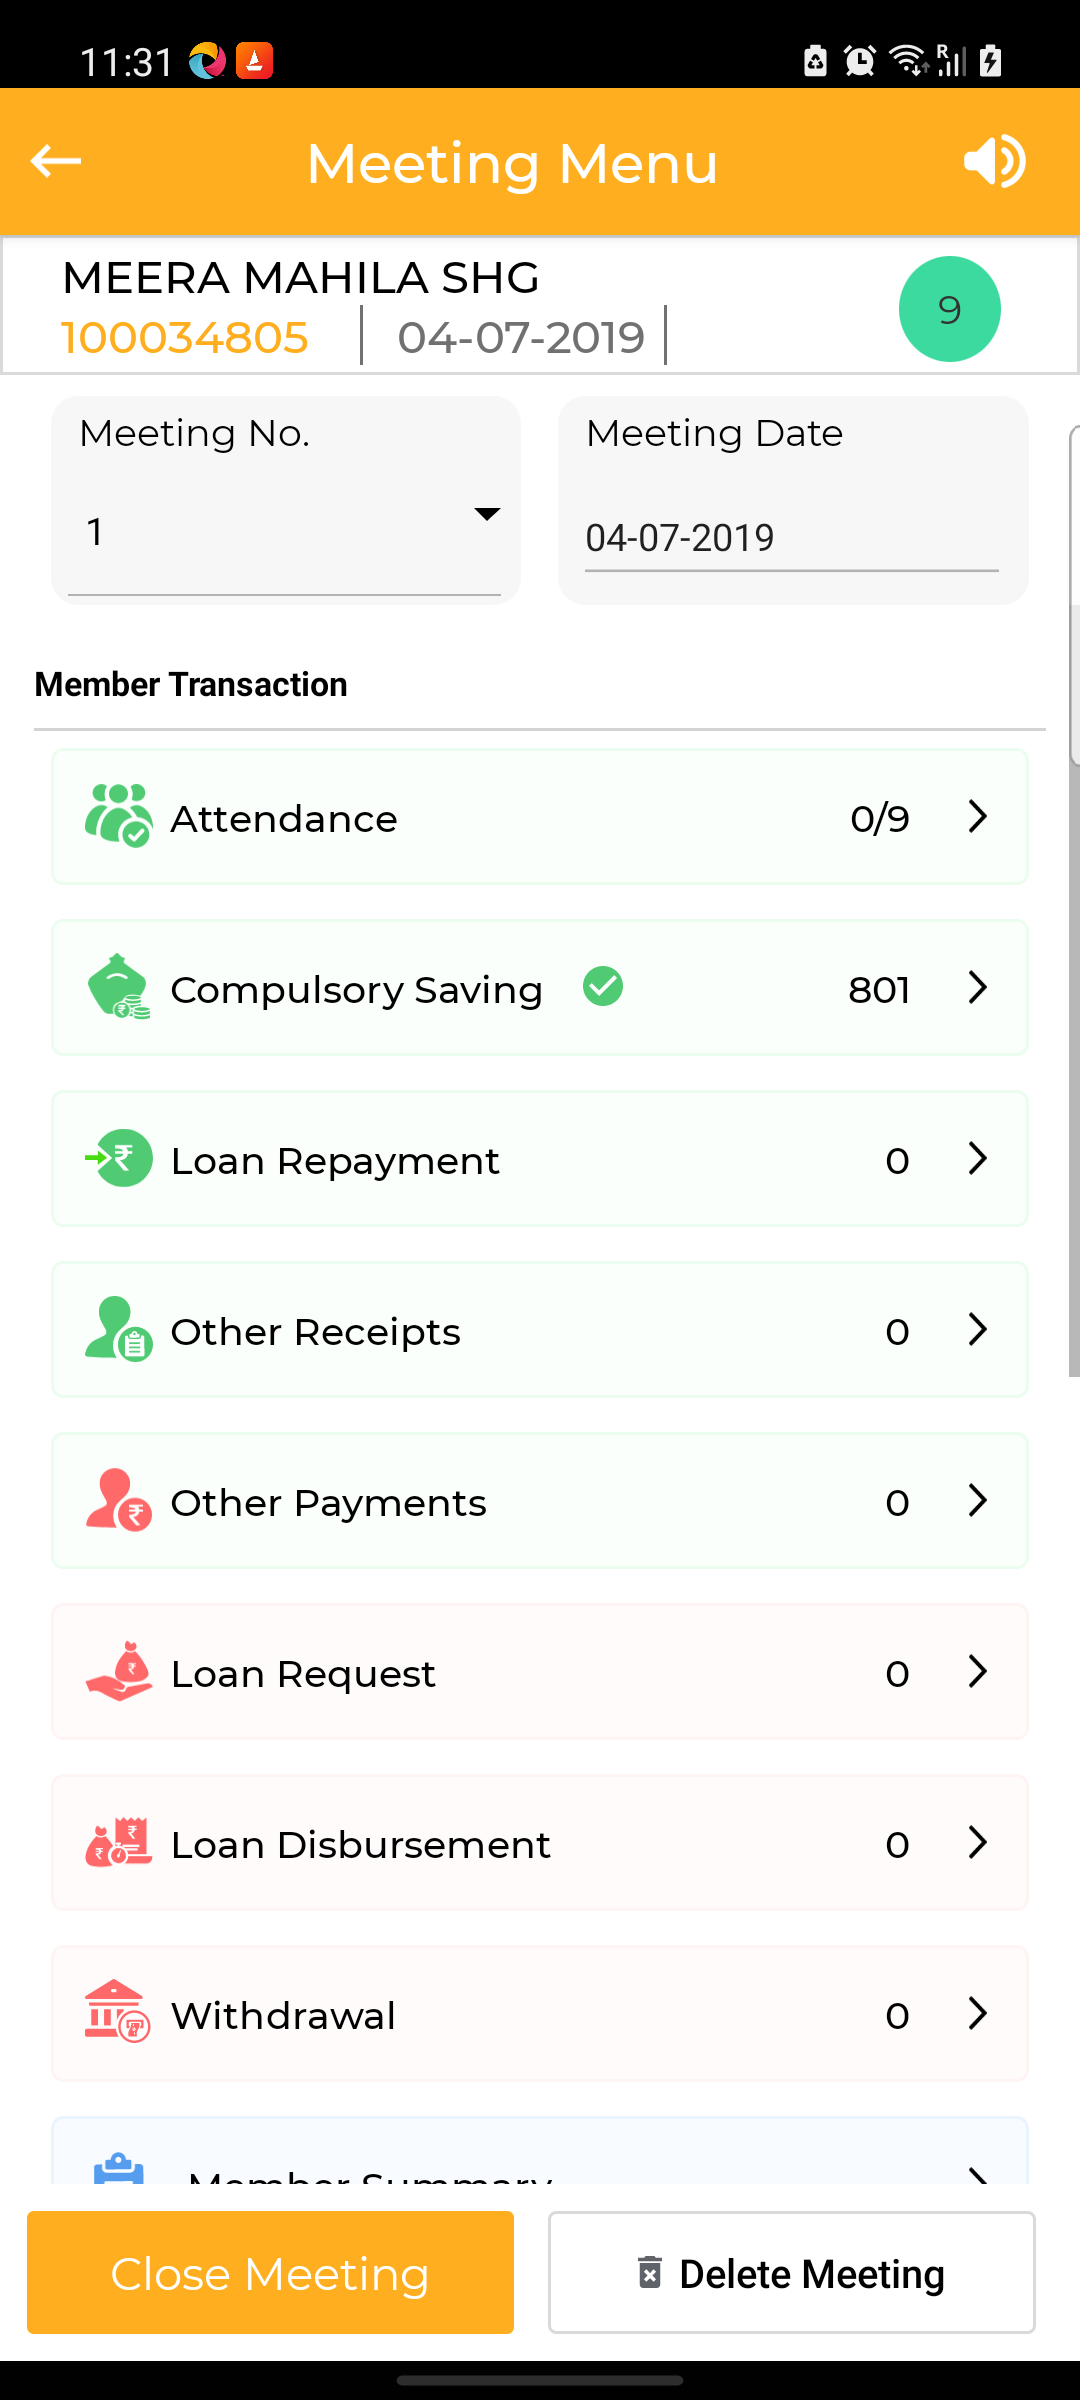 11:31
Meeting Menu
MEERA MAHILA SHG
100034805 04-07-2019
9
Meeting No. Meeting Date
1 04-07-2019
Member Transaction
Attendance 0/9
Compulsory Saving 801
Loan Repayment 0
Other Receipts 0
Other Payments 0
Loan Request 0
Loan Disbursement 0
Withdrawal 0
Member Summary
Close Meeting Delete Meeting